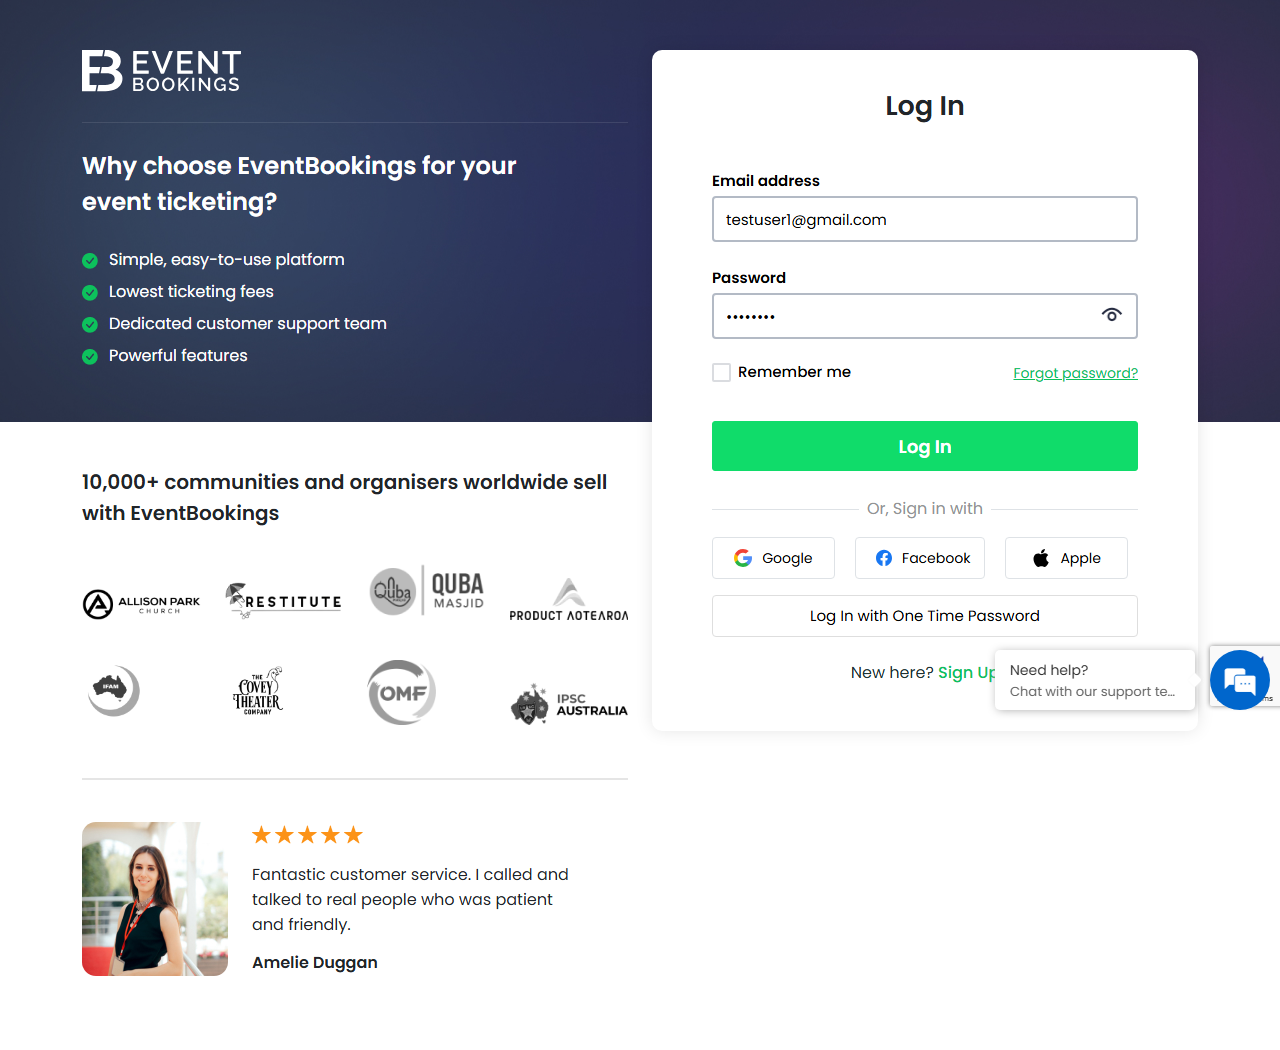 EVENT
BOOKINGS
Why choose EventBookings for your
event ticketing?
Simple, easy-to-use platform
Lowest ticketing fees
Dedicated customer support team
Powerful features
10,000+ communities and organisers worldwide sell
with EventBookings
ALLISON PARK
CHURCH
RESTITUTE
Quba
QUBA
MASJID
PRODUCT AOTEAROA
IFAM
THE
COVEY
THEATER
COMPANY
OMF
IPSC
AUSTRALIA
Fantastic customer service. I called and
talked to real people who was patient
and friendly.
Amelie Duggan
Log In
Email address
testuser1@gmail.com
Password
••••••••
Remember me
Forgot password?
Log In
Or, Sign in with
Google
Facebook
Apple
Log In with One Time Password
New here? Sign Up
Need help?
Chat with our support te...